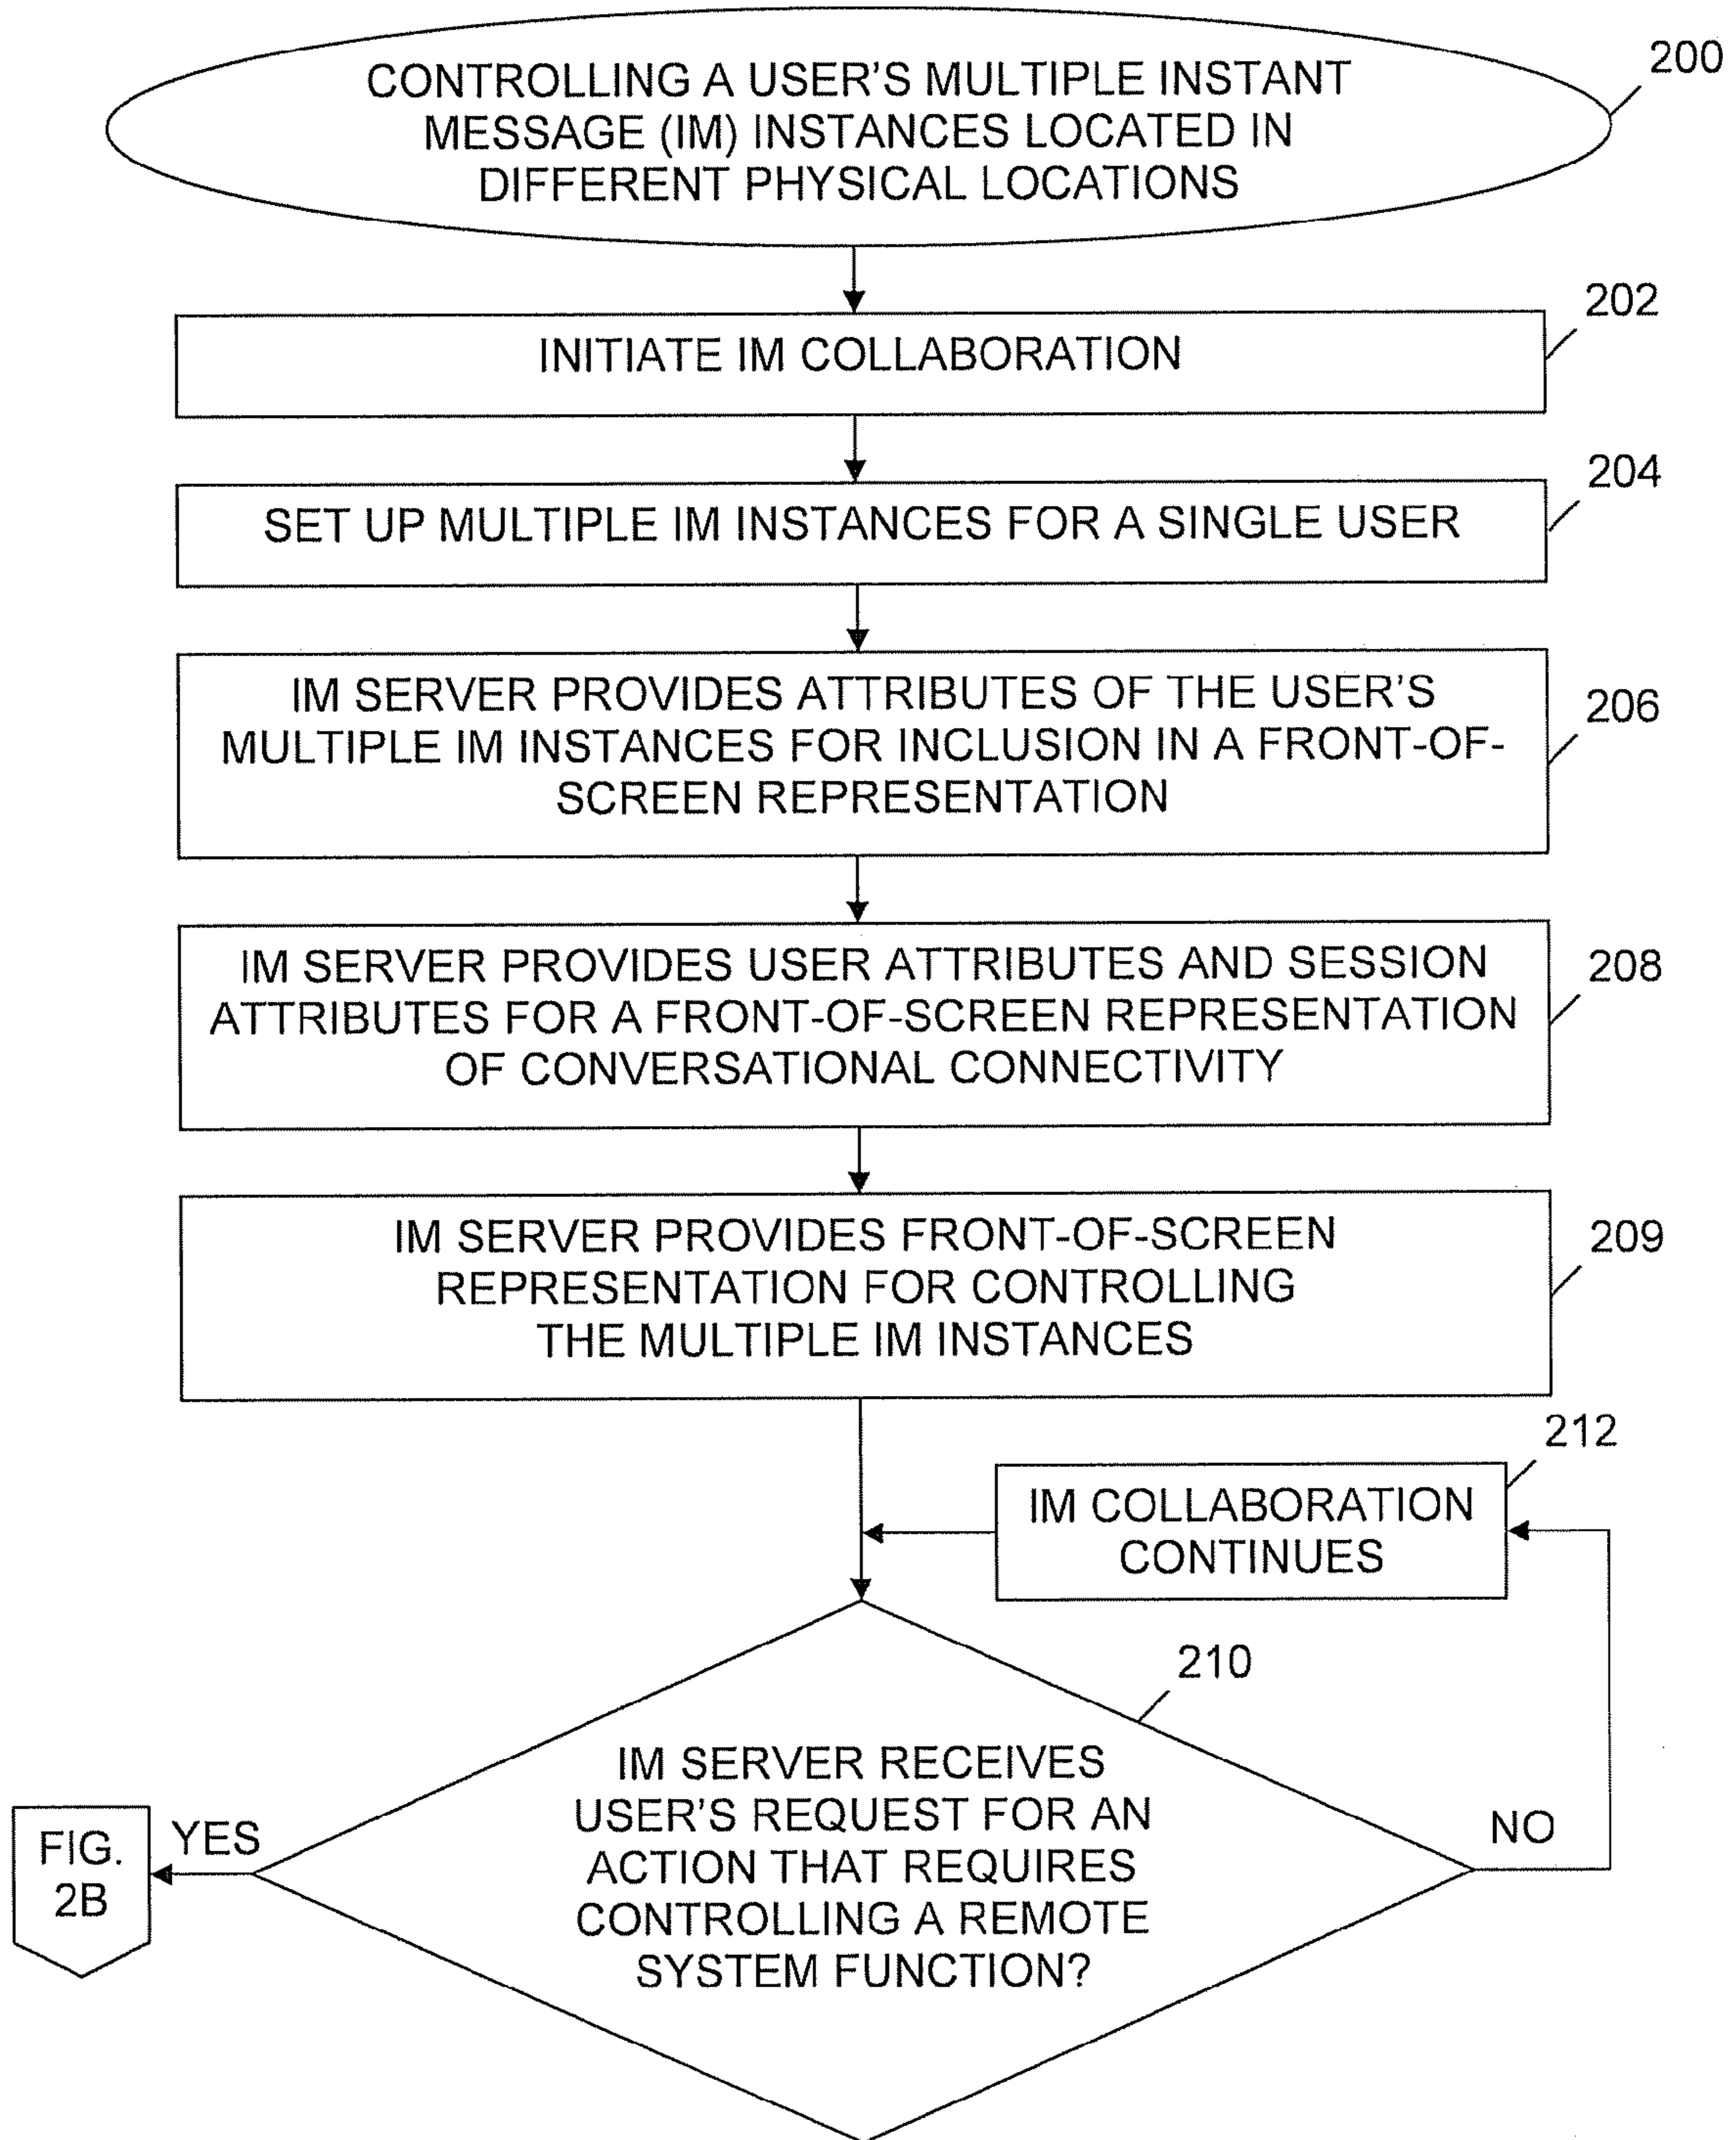 200
CONTROLLING A USER'S MULTIPLE INSTANT
MESSAGE (IM) INSTANCES LOCATED IN
DIFFERENT PHYSICAL LOCATIONS
202
INITIATE IM COLLABORATION
204
SET UP MULTIPLE IM INSTANCES FOR A SINGLE USER
206
IM SERVER PROVIDES ATTRIBUTES OF THE USER'S
MULTIPLE IM INSTANCES FOR INCLUSION IN A FRONT-OF-
SCREEN REPRESENTATION
208
IM SERVER PROVIDES USER ATTRIBUTES AND SESSION
ATTRIBUTES FOR A FRONT-OF-SCREEN REPRESENTATION
OF CONVERSATIONAL CONNECTIVITY
209
IM SERVER PROVIDES FRONT-OF-SCREEN
REPRESENTATION FOR CONTROLLING
THE MULTIPLE IM INSTANCES
212
IM COLLABORATION
CONTINUES
210
IM SERVER RECEIVES
USER'S REQUEST FOR AN
ACTION THAT REQUIRES
CONTROLLING A REMOTE
SYSTEM FUNCTION?
NO
YES
FIG.
2B